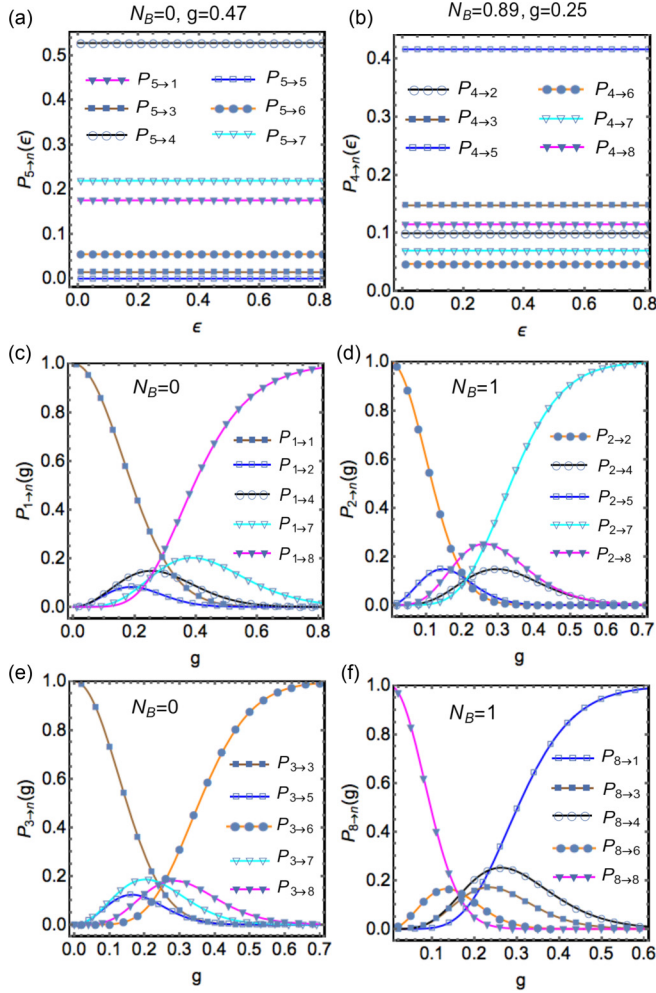 (a) N_B=0, g=0.47
P_{5→n}(ϵ)
0.5
0.4
0.3
0.2
0.1
0.0
P_{5→1}
P_{5→3}
P_{5→4}
P_{5→5}
P_{5→6}
P_{5→7}
0.0 0.2 0.4 0.6 0.8
ϵ
(b) N_B=0.89, g=0.25
P_{4→n}(ϵ)
0.4
0.3
0.2
0.1
0.0
P_{4→2}
P_{4→3}
P_{4→5}
P_{4→6}
P_{4→7}
P_{4→8}
0.0 0.2 0.4 0.6 0.8
ϵ
(c) N_B=0
P_{1→n}(g)
1.0
0.8
0.6
0.4
0.2
0.0
P_{1→1}
P_{1→2}
P_{1→4}
P_{1→7}
P_{1→8}
0.0 0.2 0.4 0.6 0.8
g
(d) N_B=1
P_{2→n}(g)
1.0
0.8
0.6
0.4
0.2
0.0
P_{2→2}
P_{2→4}
P_{2→5}
P_{2→7}
P_{2→8}
0.1 0.2 0.3 0.4 0.5 0.6 0.7
g
(e) N_B=0
P_{3→n}(g)
1.0
0.8
0.6
0.4
0.2
0.0
P_{3→3}
P_{3→5}
P_{3→6}
P_{3→7}
P_{3→8}
0.0 0.1 0.2 0.3 0.4 0.5 0.6 0.7
g
(f) N_B=1
P_{8→n}(g)
1.0
0.8
0.6
0.4
0.2
0.0
P_{8→1}
P_{8→3}
P_{8→4}
P_{8→6}
P_{8→8}
0.1 0.2 0.3 0.4 0.5 0.6
g